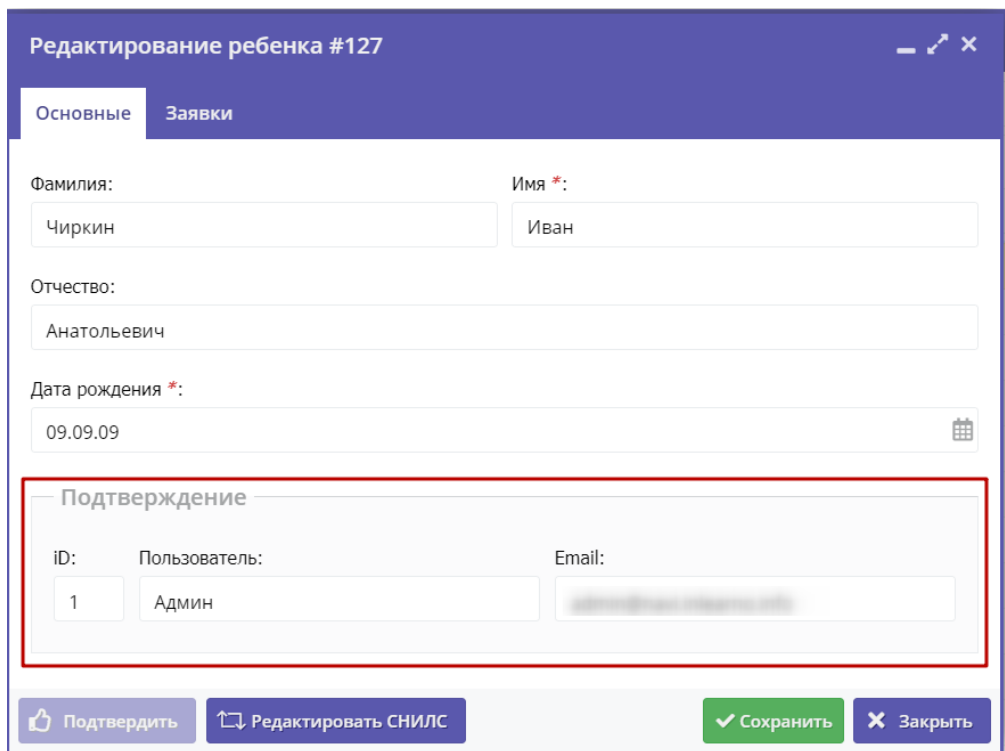 Редактирование ребенка #127
Основные Заявки
Фамилия: Имя *:
Чиркин Иван
Отчество:
Анатольевич
Дата рождения *:
09.09.09
Подтверждение
iD: Пользователь: Email:
1 Админ
Подтвердить Редактировать СНИЛС Сохранить Закрыть